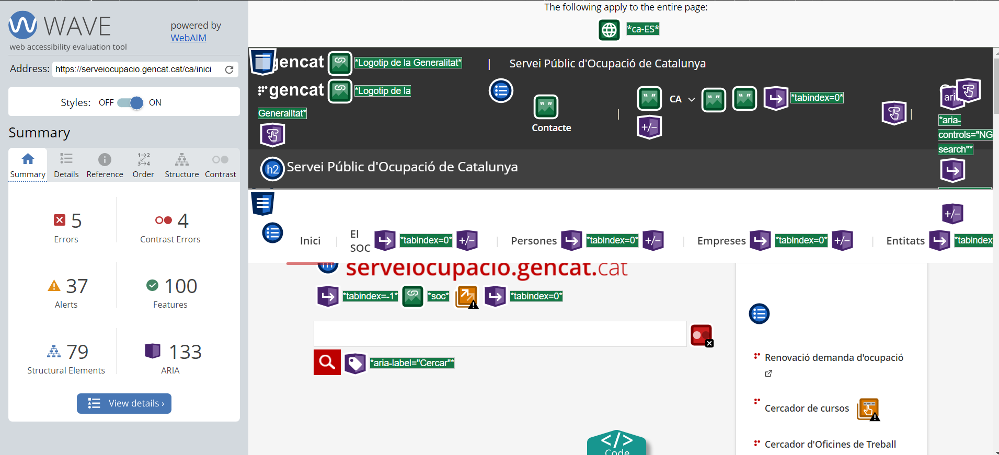 WAVE
web accessibility evaluation tool
powered by
WebAIM
Address: https://serveiocupacio.gencat.cat/ca/inici
Styles: OFF ON
Summary
Summary Details Reference Order Structure Contrast
5 Errors
4 Contrast Errors
37 Alerts
100 Features
79 Structural Elements
133 ARIA
View details ›
The following apply to the entire page:
*ca-ES*
gencat *Logotip de la Generalitat* | Servei Públic d'Ocupació de Catalunya
gencat *Logotip de la
Generalitat*
Contacte
| CA *tabindex=0* |
*aria-
controls="NG
search"*
h2 Servei Públic d'Ocupació de Catalunya
Inici | El SOC *tabindex=0* +/− | Persones *tabindex=0* +/− | Empreses *tabindex=0* +/− | Entitats *tabindex
serveiocupacio.gencat.cat
*tabindex=-1* *soc* *tabindex=0*
*aria-label="Cercar"*
Renovació demanda d'ocupació
Cercador de cursos
Cercador d'Oficines de Treball
</>
Code